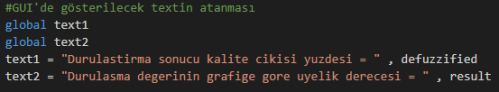 #GUI'de gösterilecek textin atanması
global text1
global text2
text1 = "Durulastirma sonucu kalite cikisi yuzdesi = " , defuzzified
text2 = "Durulasma degerinin grafige gore uyelik derecesi = " , result